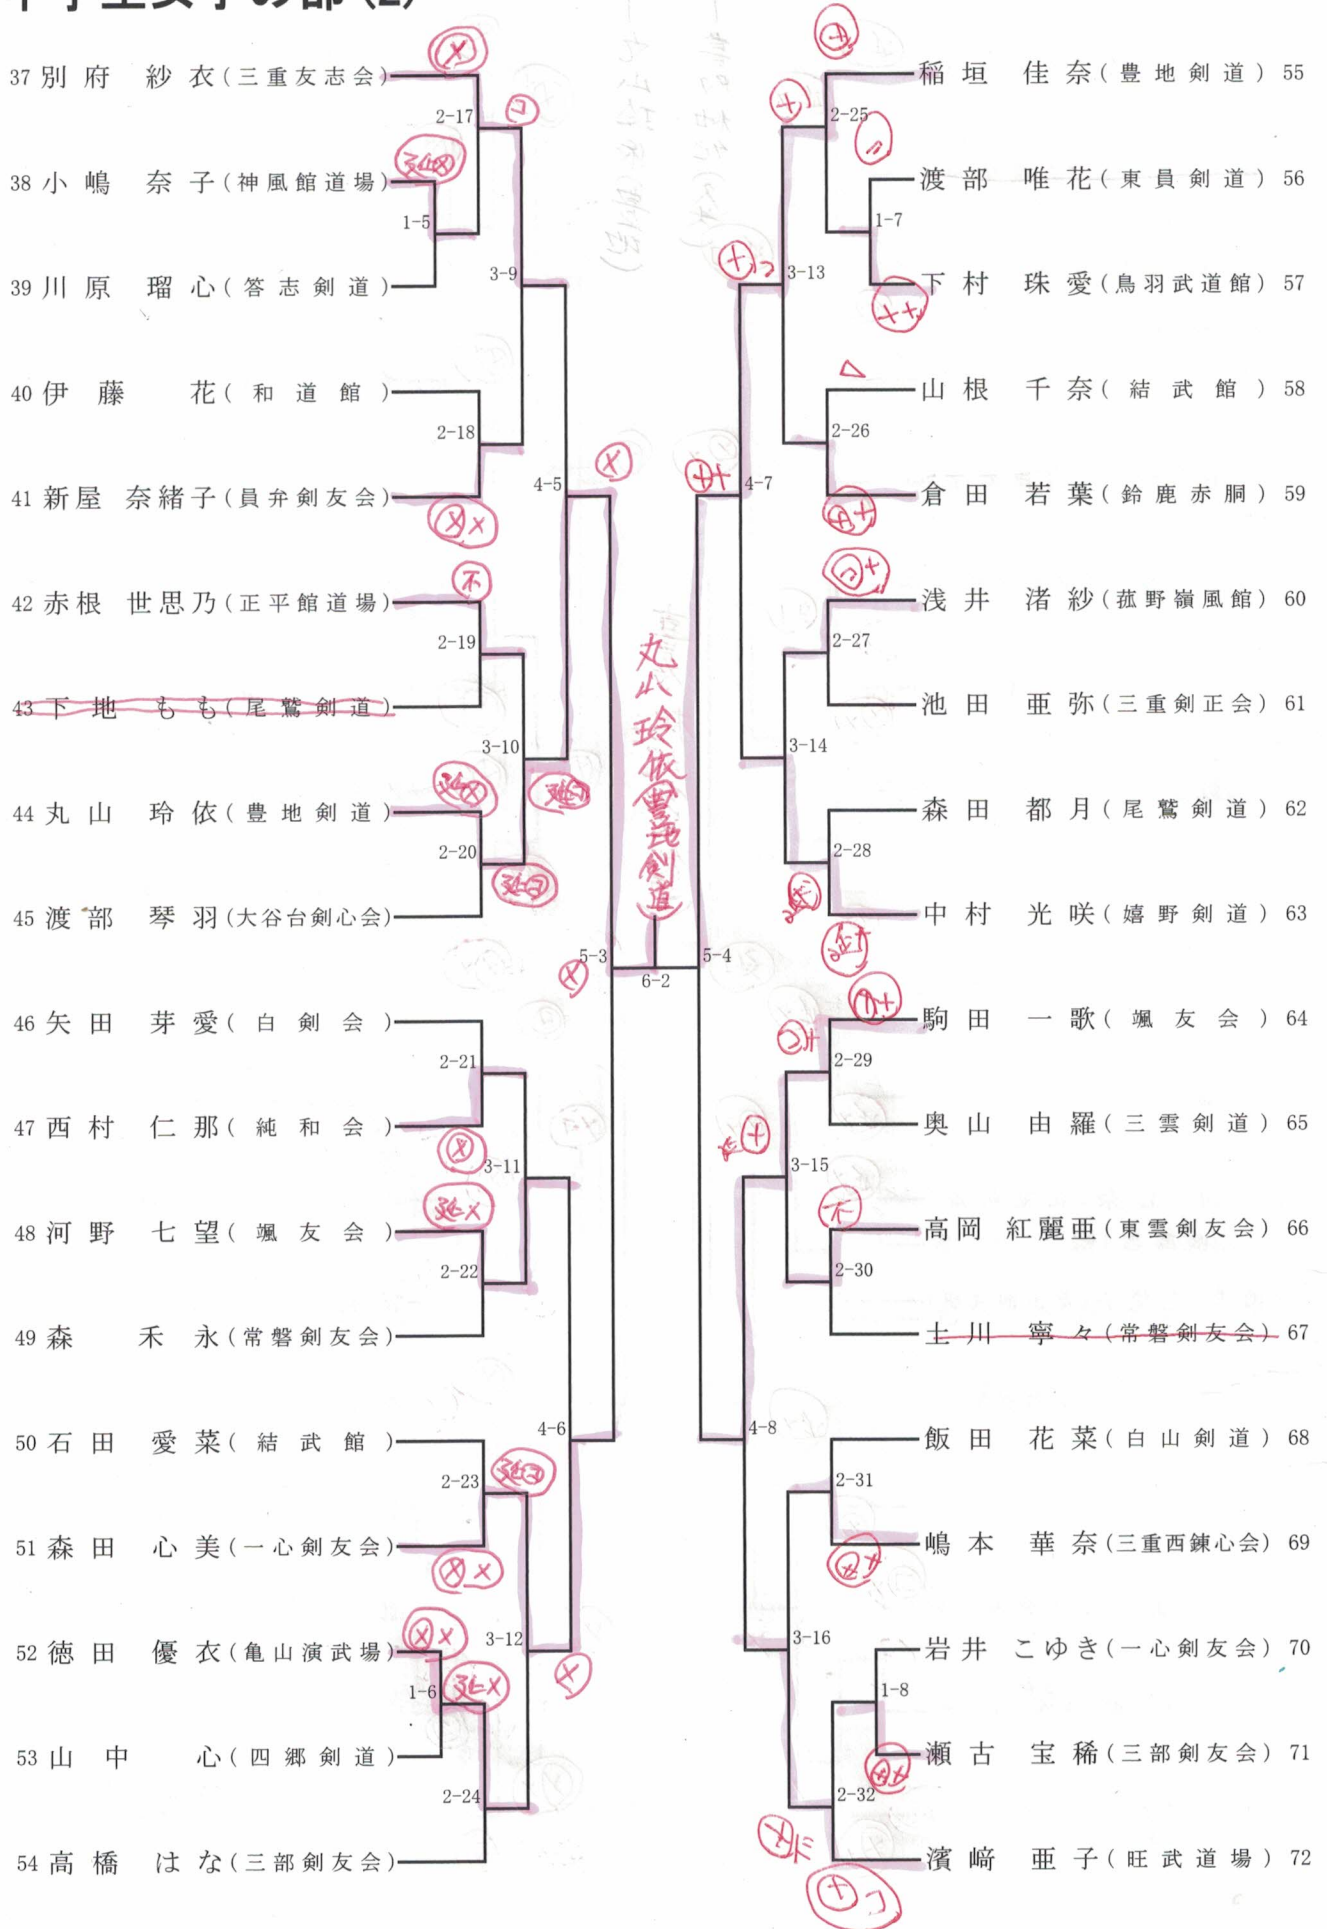 37 別府 紗衣(三重友志会)
38 小嶋 奈子(神風館道場)
39 川原 瑠心(答志剣道)
40 伊藤 花(和道館)
41 新屋 奈緒子(員弁剣友会)
42 赤根 世思乃(正平館道場)
43 下地 もも(尾鷲剣道)
44 丸山 玲依(豊地剣道)
45 渡部 琴羽(大谷台剣心会)
46 矢田 芽愛(白剣会)
47 西村 仁那(純和会)
48 河野 七望(颯友会)
49 森 禾永(常磐剣友会)
50 石田 愛菜(結武館)
51 森田 心美(一心剣友会)
52 徳田 優衣(亀山演武場)
53 山中 心(四郷剣道)
54 高橋 はな(三部剣友会)
2-17
1-5
3-9
2-18
4-5
2-19
3-10
2-20
5-3
2-21
3-11
2-22
4-6
2-23
3-12
1-6
2-24
丸山玲依(豊地剣道)
6-2
稲垣 佳奈(豊地剣道) 55
渡部 唯花(東員剣道) 56
下村 珠愛(鳥羽武道館) 57
山根 千奈(結武館) 58
倉田 若葉(鈴鹿赤胴) 59
浅井 渚紗(菰野嶺風館) 60
池田 亜弥(三重剣正会) 61
森田 都月(尾鷲剣道) 62
中村 光咲(嬉野剣道) 63
駒田 一歌(颯友会) 64
奥山 由羅(三雲剣道) 65
高岡 紅麗亜(東雲剣友会) 66
土川 寧々(常磐剣友会) 67
飯田 花菜(白山剣道) 68
嶋本 華奈(三重西錬心会) 69
岩井 こゆき(一心剣友会) 70
瀬古 宝稀(三部剣友会) 71
濱﨑 亜子(旺武道場) 72
2-25
1-7
3-13
2-26
4-7
2-27
3-14
2-28
5-4
2-29
3-15
2-30
4-8
2-31
3-16
1-8
2-32